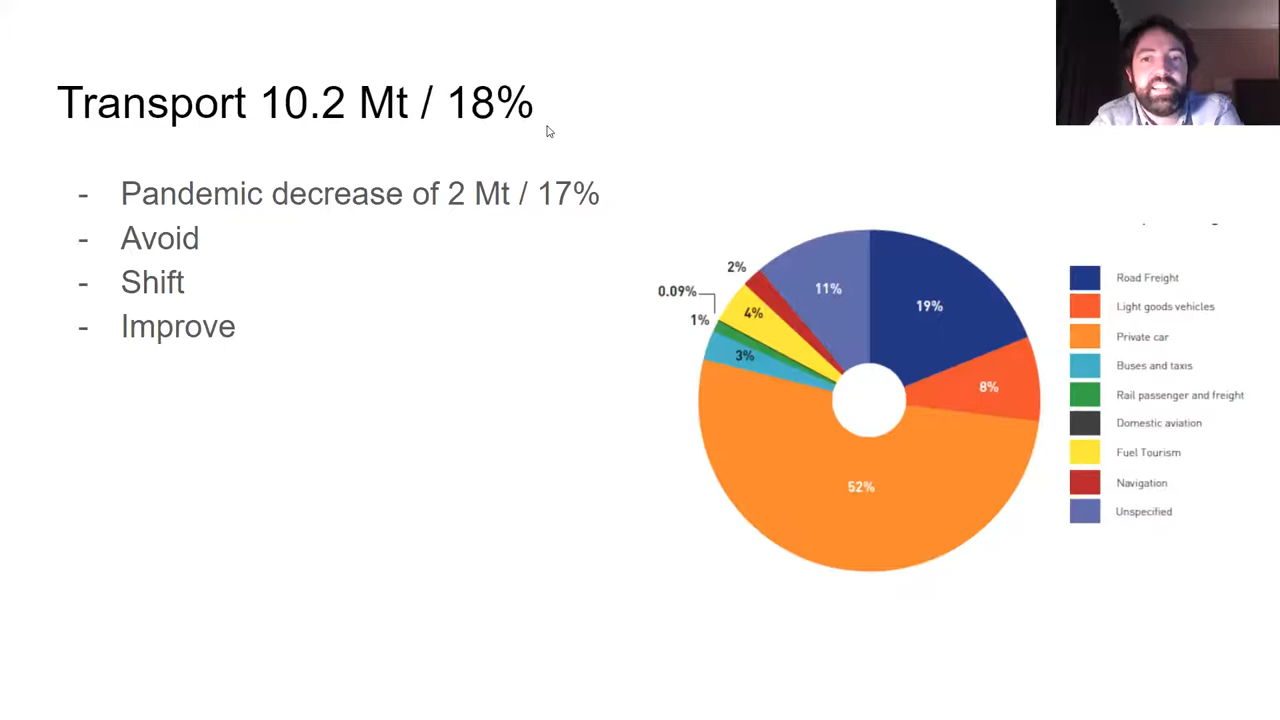 Transport 10.2 Mt / 18%
- Pandemic decrease of 2 Mt / 17%
- Avoid
- Shift
- Improve
2%
11%
0.09%
4%
19%
1%
3%
8%
52%
Road Freight
Light goods vehicles
Private car
Buses and taxis
Rail passenger and freight
Domestic aviation
Fuel Tourism
Navigation
Unspecified